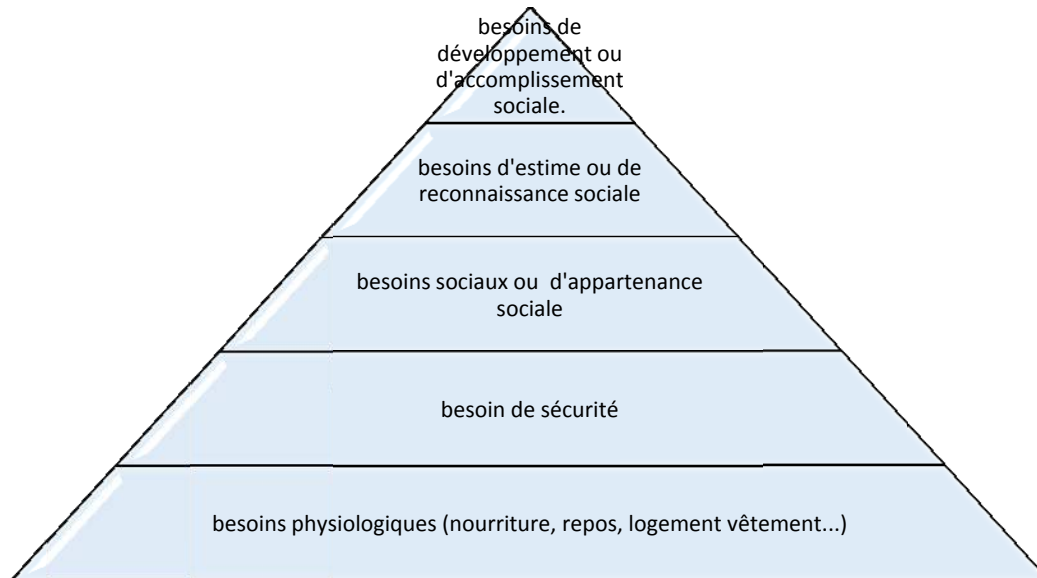 besoins de
développement ou
d'accomplissement
sociale.
besoins d'estime ou de
reconnaissance sociale
besoins sociaux ou  d'appartenance
sociale
besoin de sécurité
besoins physiologiques (nourriture, repos, logement vêtement...)